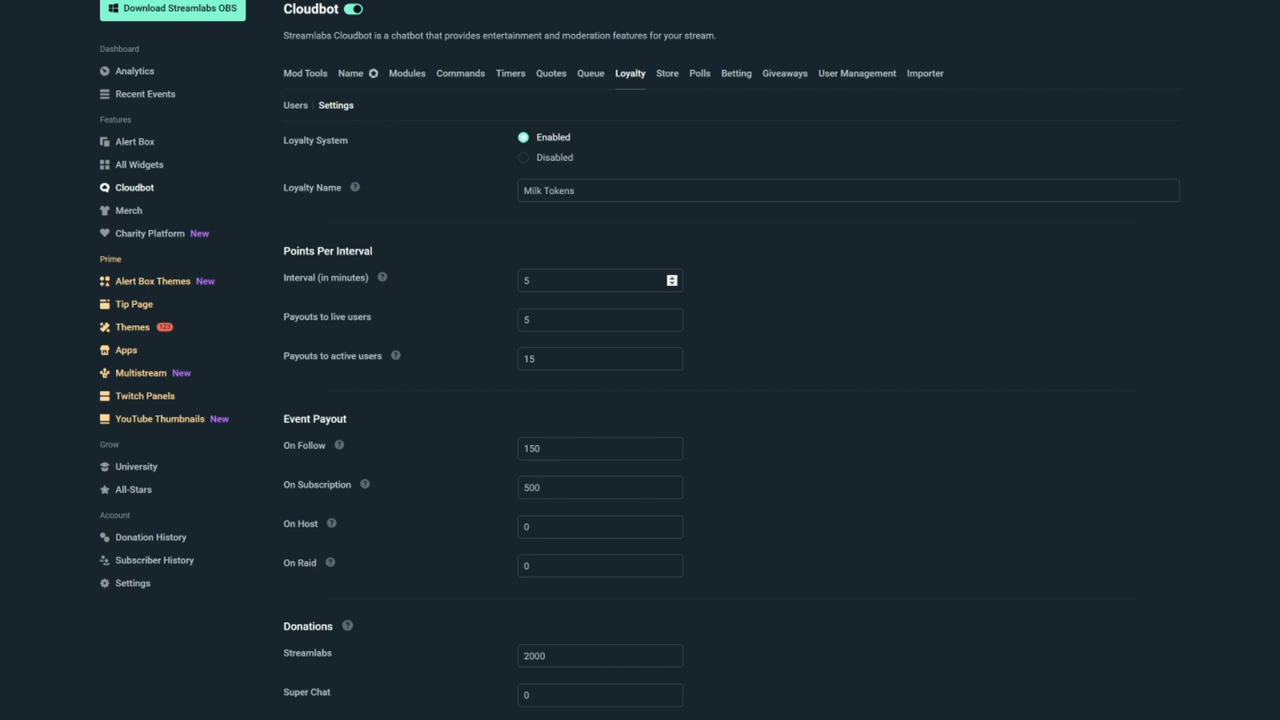 Download Streamlabs OBS
Dashboard
Analytics
Recent Events
Features
Alert Box
All Widgets
Cloudbot
Merch
Charity Platform New
Prime
Alert Box Themes New
Tip Page
Themes 123
Apps
Multistream New
Twitch Panels
YouTube Thumbnails New
Grow
University
All-Stars
Account
Donation History
Subscriber History
Settings
Cloudbot
Streamlabs Cloudbot is a chatbot that provides entertainment and moderation features for your stream.
Mod Tools Name Modules Commands Timers Quotes Queue Loyalty Store Polls Betting Giveaways User Management Importer
Users Settings
Loyalty System
Enabled
Disabled
Loyalty Name ? Milk Tokens
Points Per Interval
Interval (in minutes) ? 5
Payouts to live users 5
Payouts to active users ? 15
Event Payout
On Follow ? 150
On Subscription ? 500
On Host ? 0
On Raid ? 0
Donations ?
Streamlabs 2000
Super Chat 0